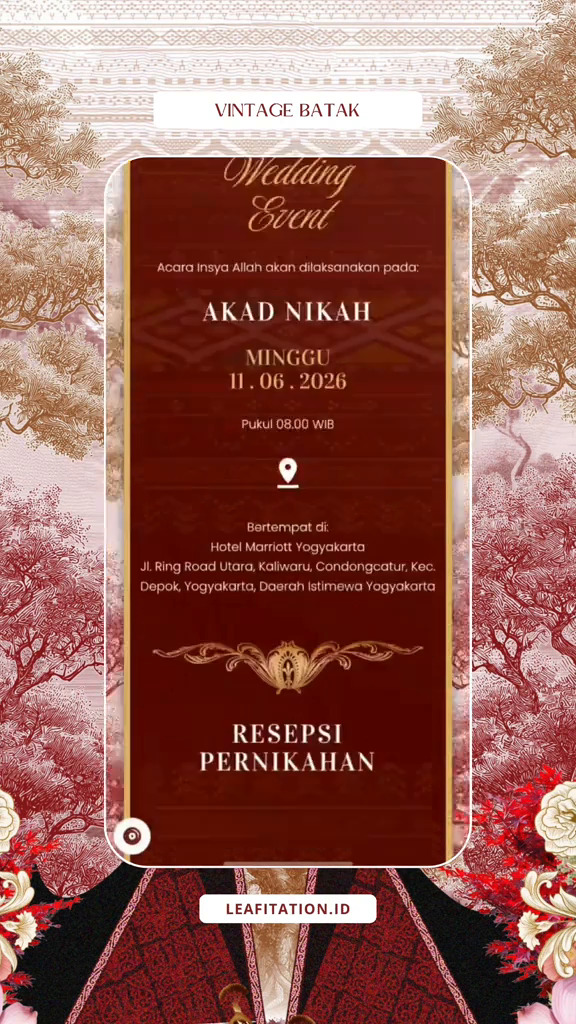 VINTAGE BATAK
Wedding
Event
Acara Insya Allah akan dilaksanakan pada:
AKAD NIKAH
MINGGU
11 . 06 . 2026
Pukul 08.00 WIB
Bertempat di:
Hotel Marriott Yogyakarta
Jl. Ring Road Utara, Kaliwaru, Condongcatur, Kec.
Depok, Yogyakarta, Daerah Istimewa Yogyakarta
RESEPSI
PERNIKAHAN
LEAFITATION.ID